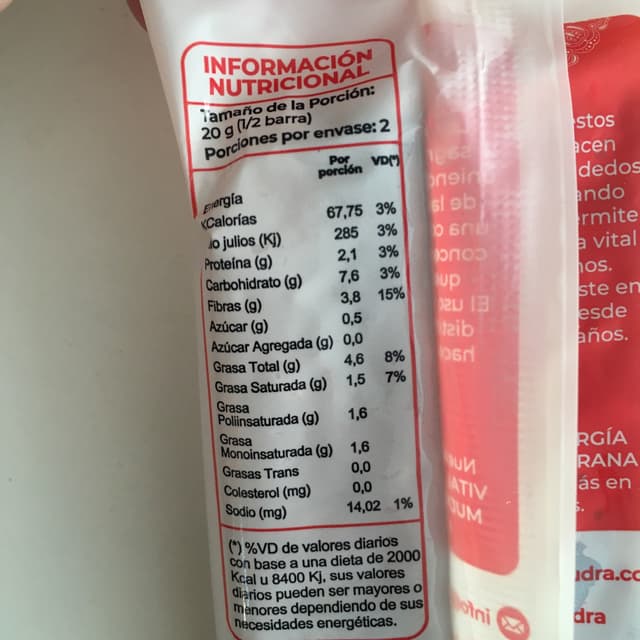 INFORMACIÓN
NUTRICIONAL
Tamaño de la Porción:
20 g (1/2 barra)
Porciones por envase: 2
Por porción VD(*)
Energía
KCalorías 67,75 3%
Kilo julios (Kj) 285 3%
Proteína (g) 2,1 3%
Carbohidrato (g) 7,6 3%
Fibras (g) 3,8 15%
Azúcar (g) 0,5
Azúcar Agregada (g) 0,0
Grasa Total (g) 4,6 8%
Grasa Saturada (g) 1,5 7%
Grasa
Poliinsaturada (g) 1,6
Grasa
Monoinsaturada (g) 1,6
Grasas Trans 0,0
Colesterol (mg) 0,0
Sodio (mg) 14,02 1%
(*) %VD de valores diarios
con base a una dieta de 2000
Kcal u 8400 Kj, sus valores
diarios pueden ser mayores o
menores dependiendo de sus
necesidades energéticas.
stos
acen
dedos
ando
ermite
a vital
nos.
ste en
esde
años.
RGÍA
RANA
ás en
s.
udra.co
dra